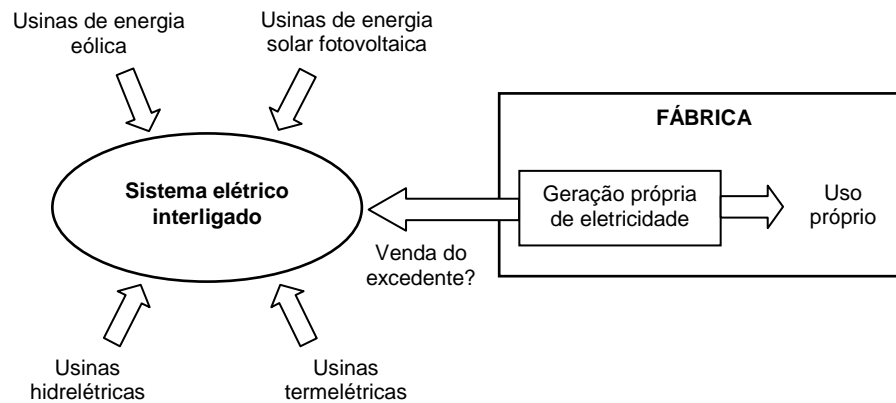 Usinas de energia
eólica
Usinas de energia
solar fotovoltaica
FÁBRICA
Sistema elétrico
interligado
Geração própria
de eletricidade
Uso
próprio
Venda do
excedente?
Usinas
hidrelétricas
Usinas
termelétricas